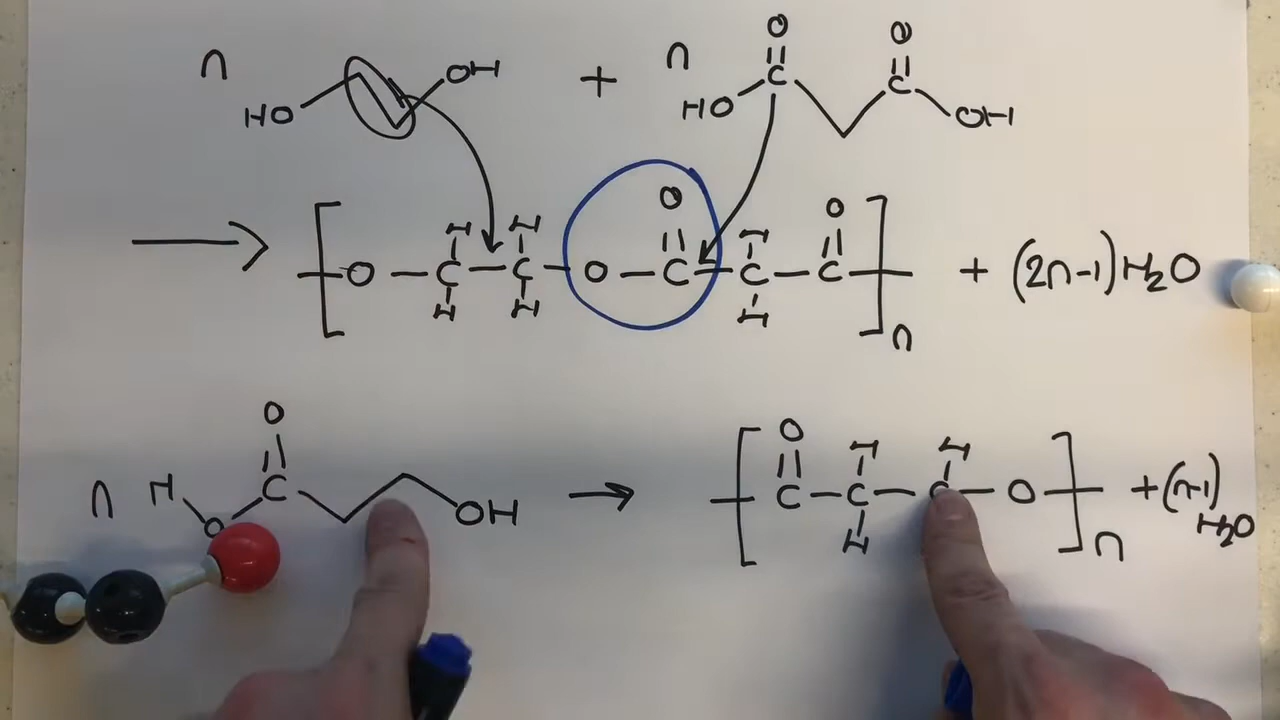 n HO OH + n HO C O C O OH
→ [ O — C H H — C H H — O — C O — C H H — C O ] n + (2n-1)H2O
n H O C O OH → [ C O — C H H — C H — O ] n + (n-1) H2O